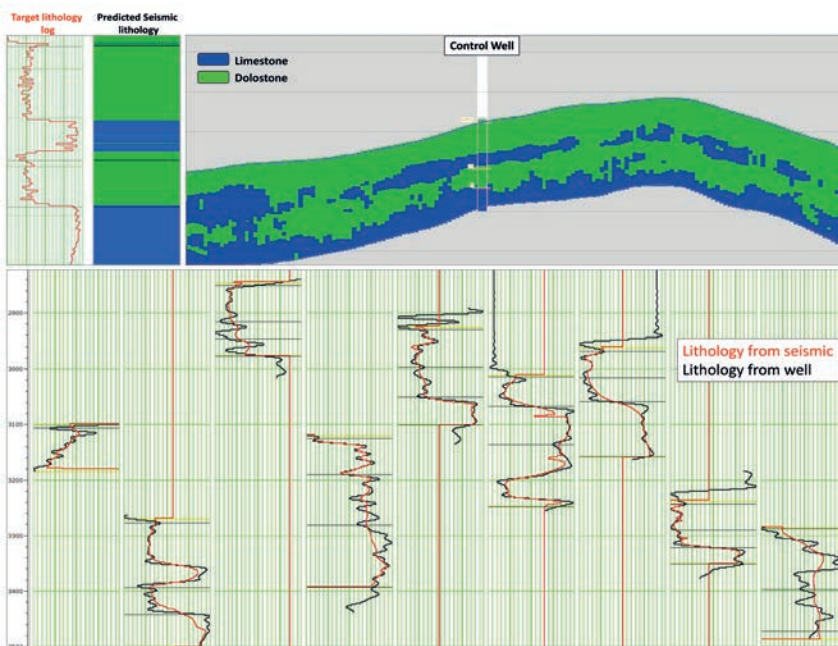 Target lithology
log
Predicted Seismic
lithology
Control Well
Limestone
Dolostone
Lithology from seismic
Lithology from well
2900
3000
3100
3200
3300
3400